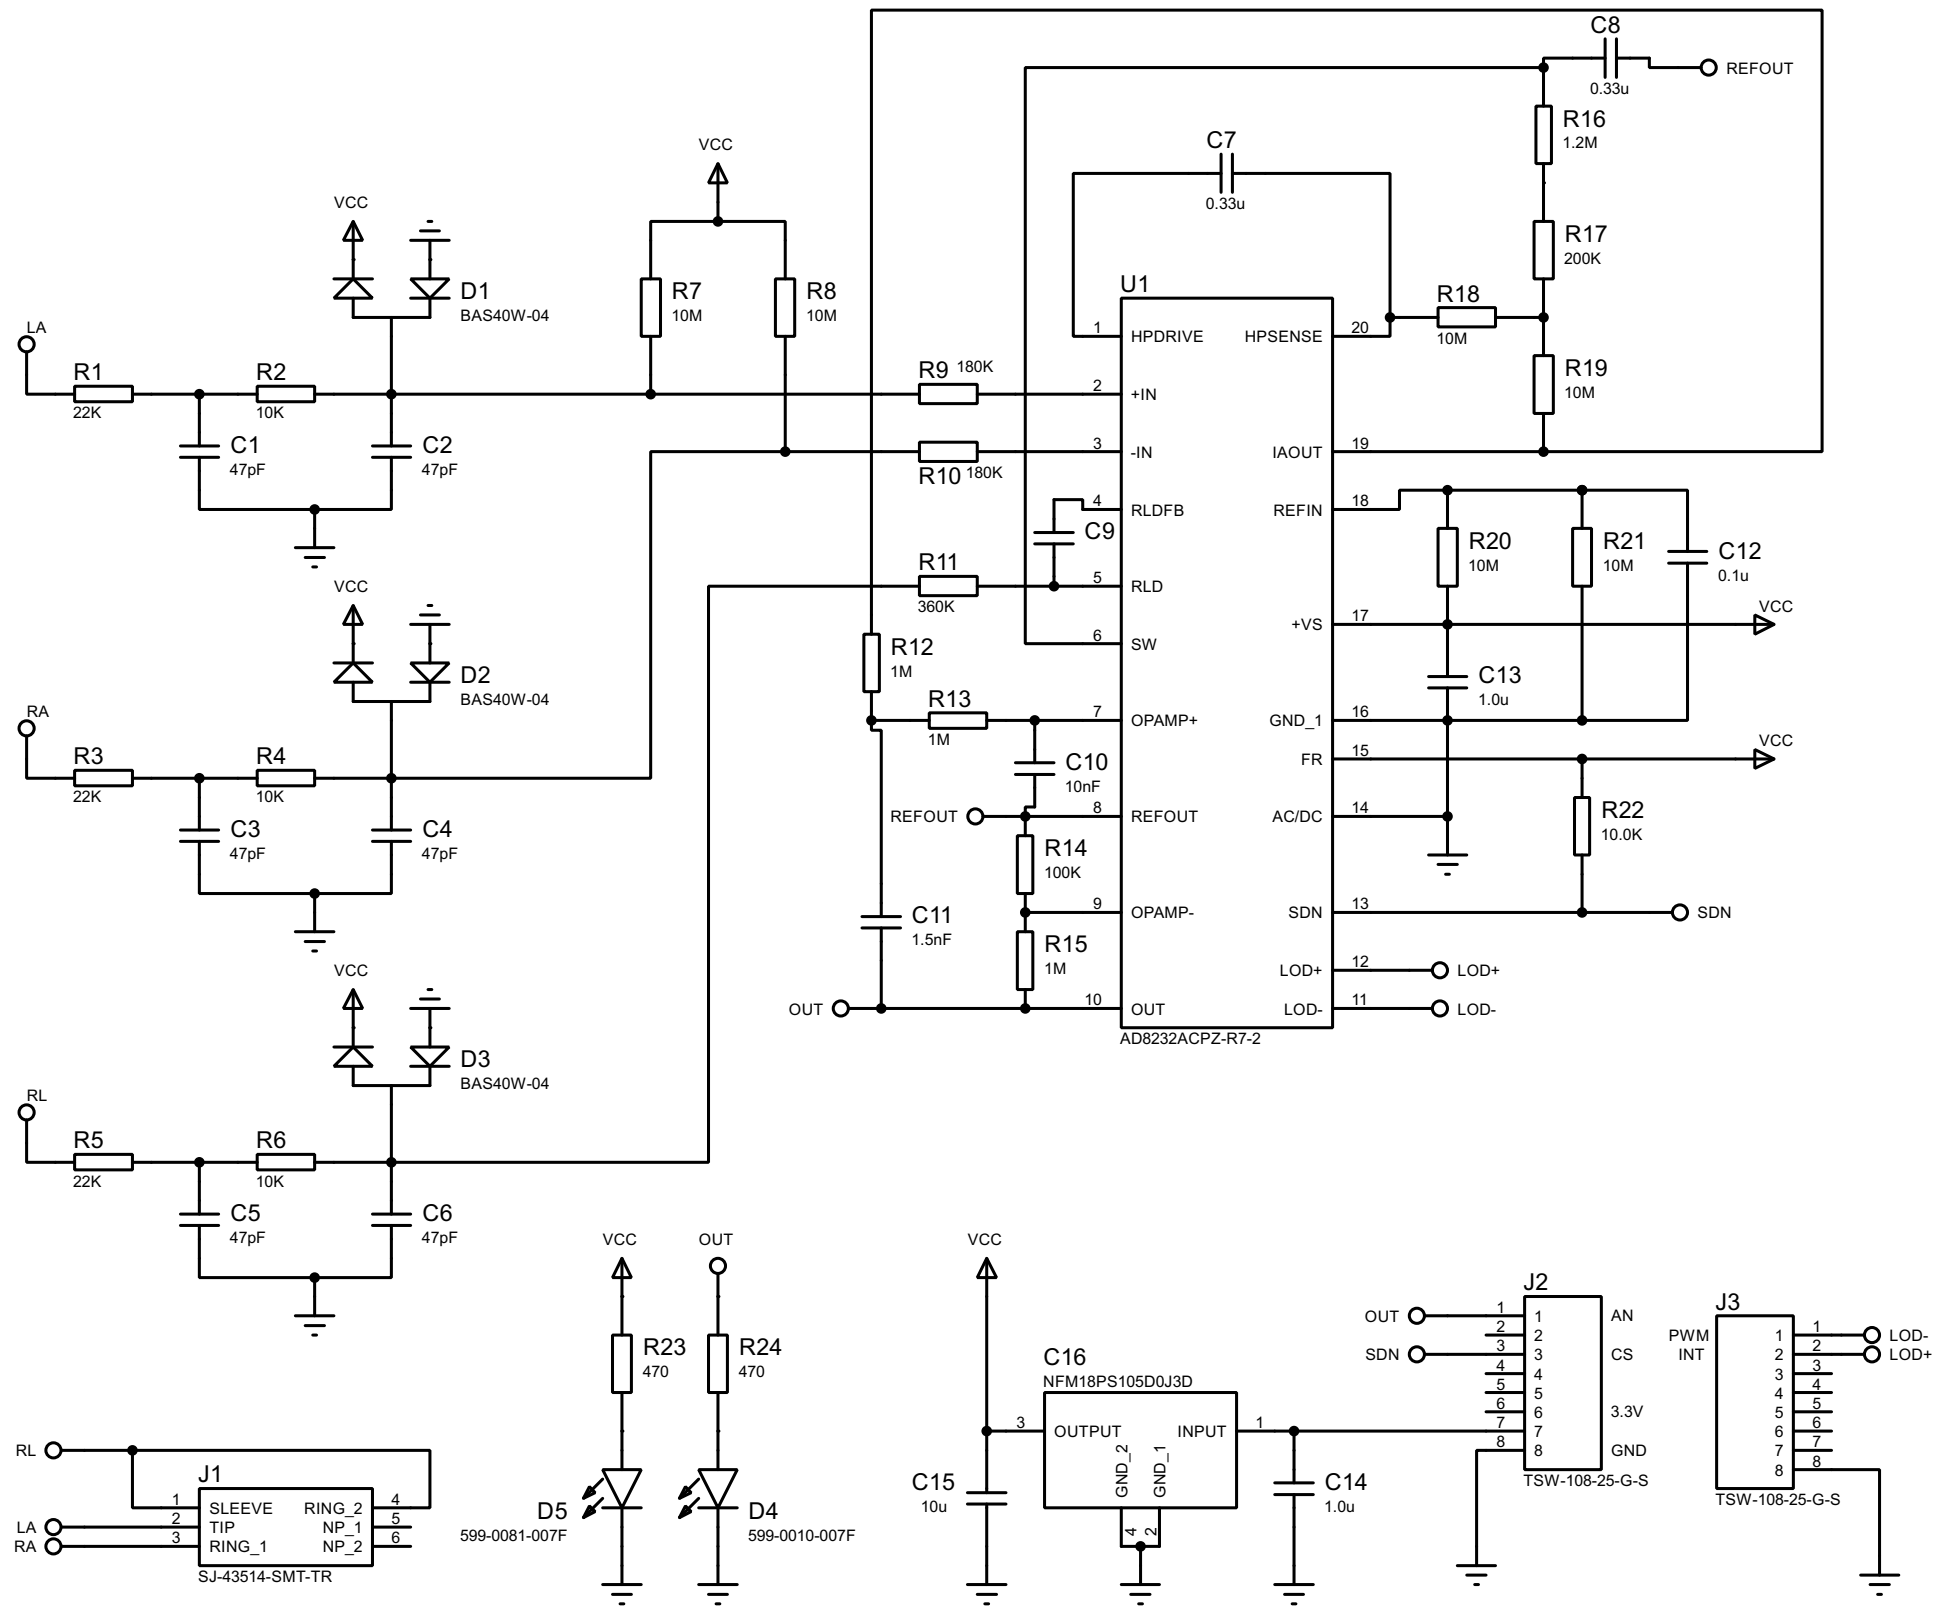 C8
REFOUT
0.33u
R16
1.2M
C7
0.33u
VCC
VCC
R17
200K
D1
BAS40W-04
R7
10M
R8
10M
U1
R18
10M
LA
1 HPDRIVE HPSENSE 20
R1
22K
R2
10K
R9 180K
2 +IN
R19
10M
C1
47pF
C2
47pF
R10 180K
3 -IN IAOUT 19
4 RLDFB REFIN 18
C9
R20
10M
R21
10M
C12
0.1u
R11
360K
5 RLD
VCC
+VS 17
VCC
D2
BAS40W-04
R12
1M
6 SW
C13
1.0u
RA
R13
1M
7 OPAMP+ GND_1 16
R3
22K
R4
10K
FR 15
VCC
C10
10nF
C3
47pF
C4
47pF
REFOUT
8 REFOUT AC/DC 14
R22
10.0K
R14
100K
C11
1.5nF
9 OPAMP- SDN 13
SDN
R15
1M
VCC
LOD+ 12
LOD+
OUT
10 OUT LOD- 11
LOD-
AD8232ACPZ-R7-2
D3
BAS40W-04
RL
R5
22K
R6
10K
C5
47pF
C6
47pF
VCC
OUT
VCC
R23
470
R24
470
D5
599-0081-007F
D4
599-0010-007F
C16
NFM18PS105D0J3D
3 OUTPUT INPUT 1
GND_2
GND_1
4
2
C15
10u
C14
1.0u
J2
OUT 1 1 AN
2 2
SDN 3 3 CS
4 4
5 5
6 6 3.3V
7 7
8 8 GND
TSW-108-25-G-S
J3
PWM 1 1 LOD-
INT 2 2 LOD+
3 3
4 4
5 5
6 6
7 7
8 8
TSW-108-25-G-S
RL
J1
1 SLEEVE RING_2 4
LA 2 TIP NP_1 5
RA 3 RING_1 NP_2 6
SJ-43514-SMT-TR